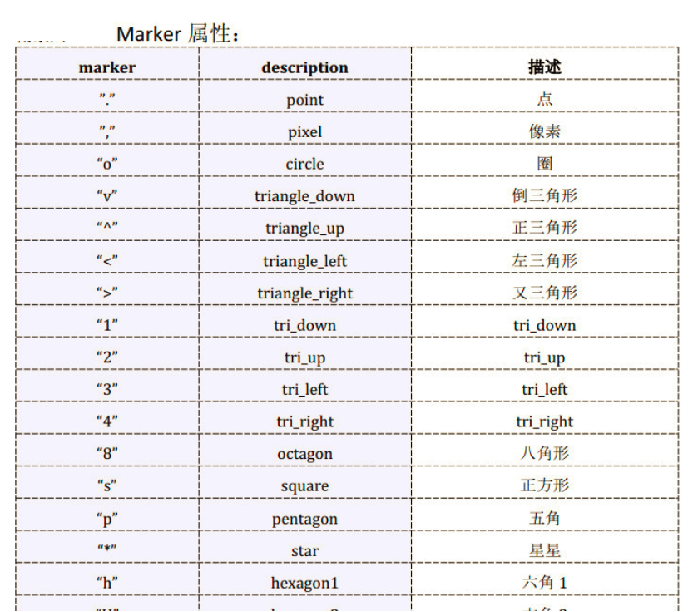 Marker 属性:
marker description 描述
"." point 点
"," pixel 像素
"o" circle 圈
"v" triangle_down 倒三角形
"^" triangle_up 正三角形
"<" triangle_left 左三角形
">" triangle_right 又三角形
"1" tri_down tri_down
"2" tri_up tri_up
"3" tri_left tri_left
"4" tri_right tri_right
"8" octagon 八角形
"s" square 正方形
"p" pentagon 五角
"*" star 星星
"h" hexagon1 六角 1